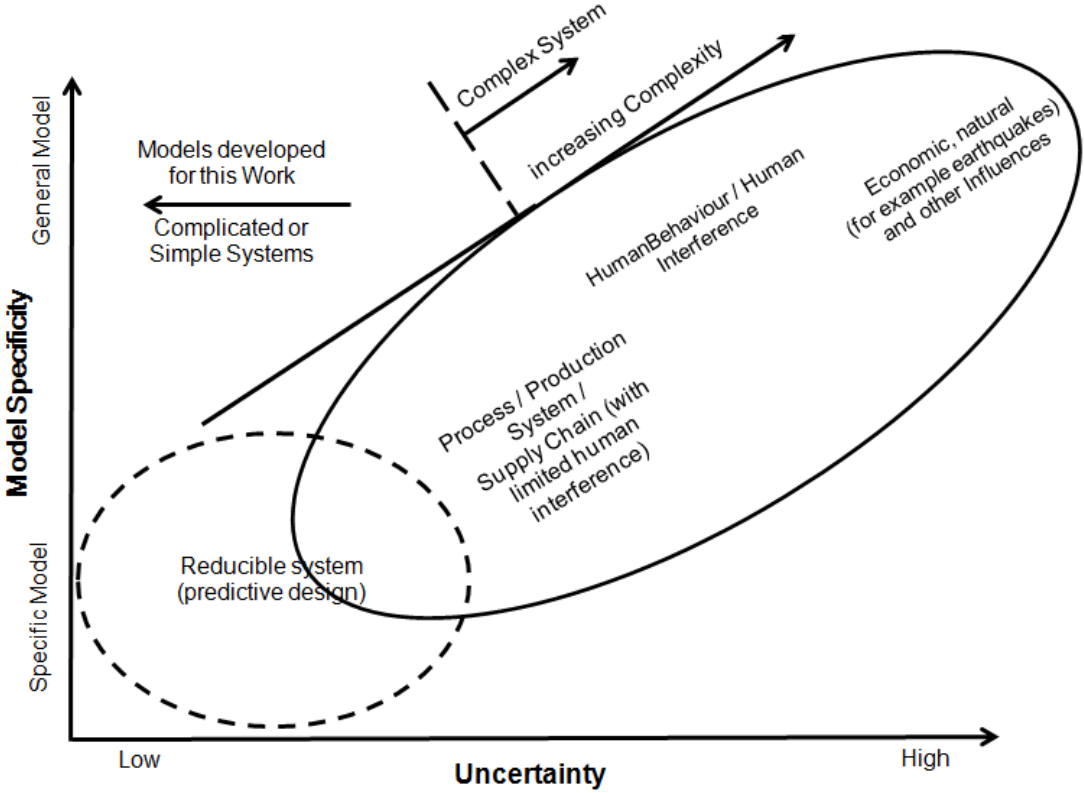 Complex System
increasing Complexity
Models developed
for this Work
Complicated or
Simple Systems
Economic, natural
(for example earthquakes)
and other Influences
HumanBehaviour / Human
Interference
Process / Production
System /
Supply Chain (with
limited human
interference)
Reducible system
(predictive design)
General Model
Model Specificity
Specific Model
Low
High
Uncertainty